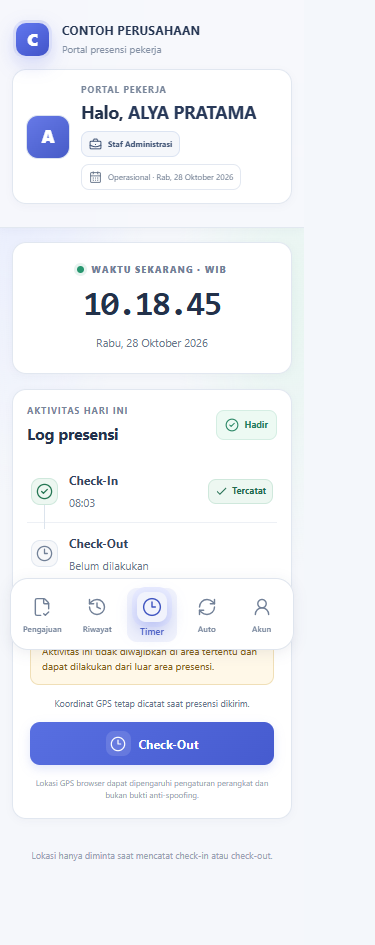 C
CONTOH PERUSAHAAN
Portal presensi pekerja
A
PORTAL PEKERJA
Halo, ALYA PRATAMA
Staf Administrasi
Operasional · Rab, 28 Oktober 2026
WAKTU SEKARANG · WIB
10.18.45
Rabu, 28 Oktober 2026
AKTIVITAS HARI INI
Log presensi
Hadir
Check-In
08:03
Tercatat
Check-Out
Belum dilakukan
Pengajuan
Riwayat
Timer
Auto
Akun
Aktivitas ini tidak diwajibkan di area tertentu dan
dapat dilakukan dari luar area presensi.
Koordinat GPS tetap dicatat saat presensi dikirim.
Check-Out
Lokasi GPS browser dapat dipengaruhi pengaturan perangkat dan
bukan bukti anti-spoofing.
Lokasi hanya diminta saat mencatat check-in atau check-out.